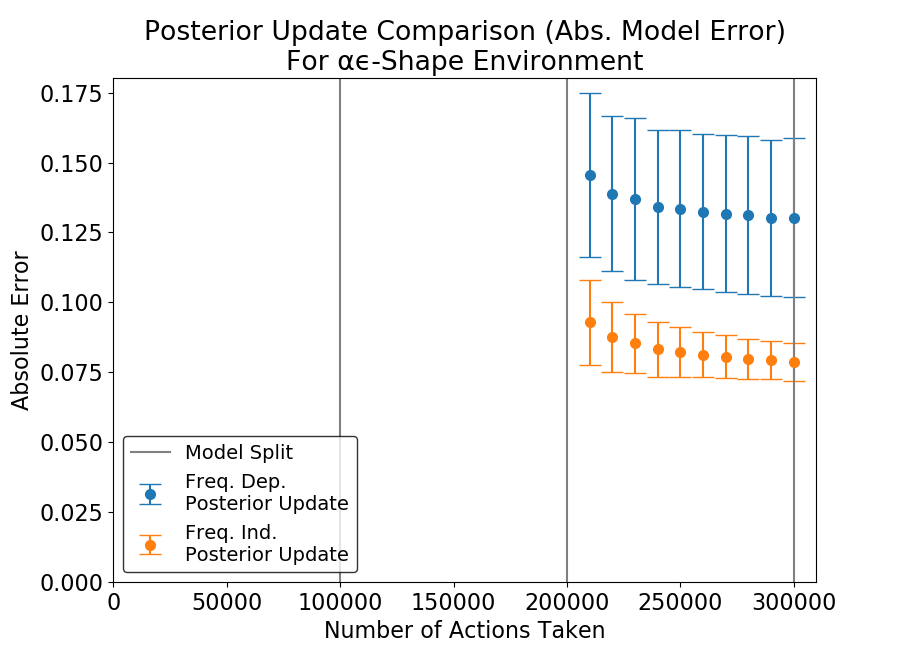 Posterior Update Comparison (Abs. Model Error)
For αϵ-Shape Environment
Absolute Error
0.175
0.150
0.125
0.100
0.075
0.050
0.025
0.000
Model Split
Freq. Dep.
Posterior Update
Freq. Ind.
Posterior Update
0
50000
100000
150000
200000
250000
300000
Number of Actions Taken